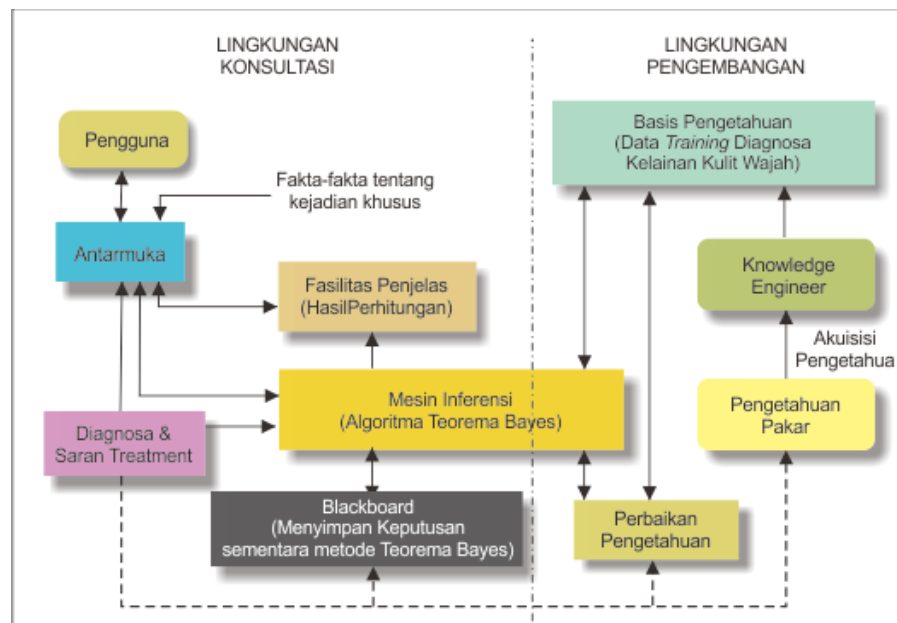 LINGKUNGAN
KONSULTASI
LINGKUNGAN
PENGEMBANGAN
Pengguna
Fakta-fakta tentang
kejadian khusus
Antarmuka
Fasilitas Penjelas
(HasilPerhitungan)
Mesin Inferensi
(Algoritma Teorema Bayes)
Diagnosa &
Saran Treatment
Blackboard
(Menyimpan Keputusan
sementara metode Teorema Bayes)
Basis Pengetahuan
(Data Training Diagnosa
Kelainan Kulit Wajah)
Knowledge
Engineer
Akuisisi
Pengetahua
Pengetahuan
Pakar
Perbaikan
Pengetahuan